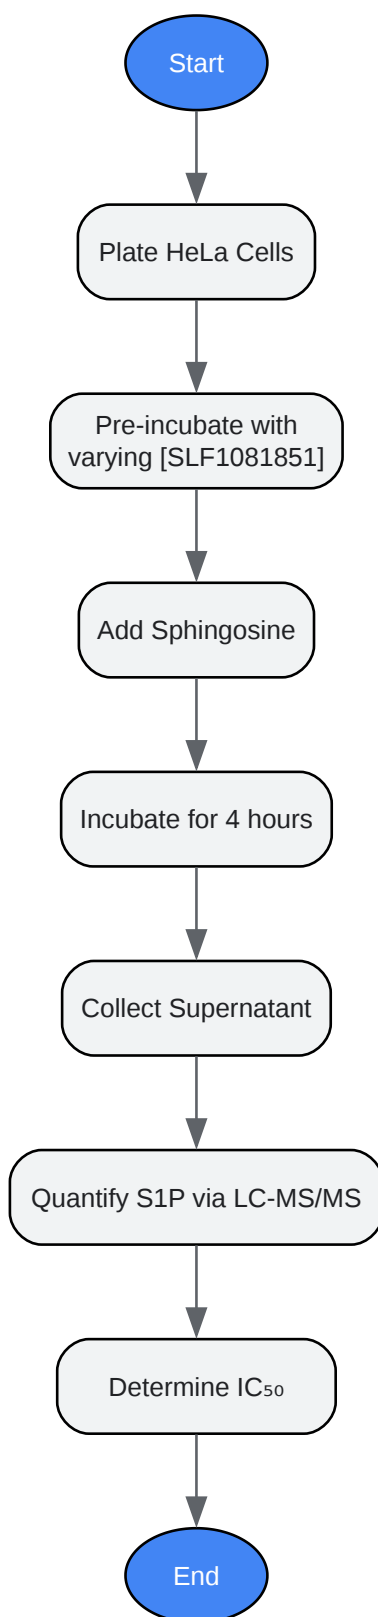 Start
Plate HeLa Cells
Pre-incubate with
varying [SLF1081851]
Add Sphingosine
Incubate for 4 hours
Collect Supernatant
Quantify S1P via LC-MS/MS
Determine IC₅₀
End